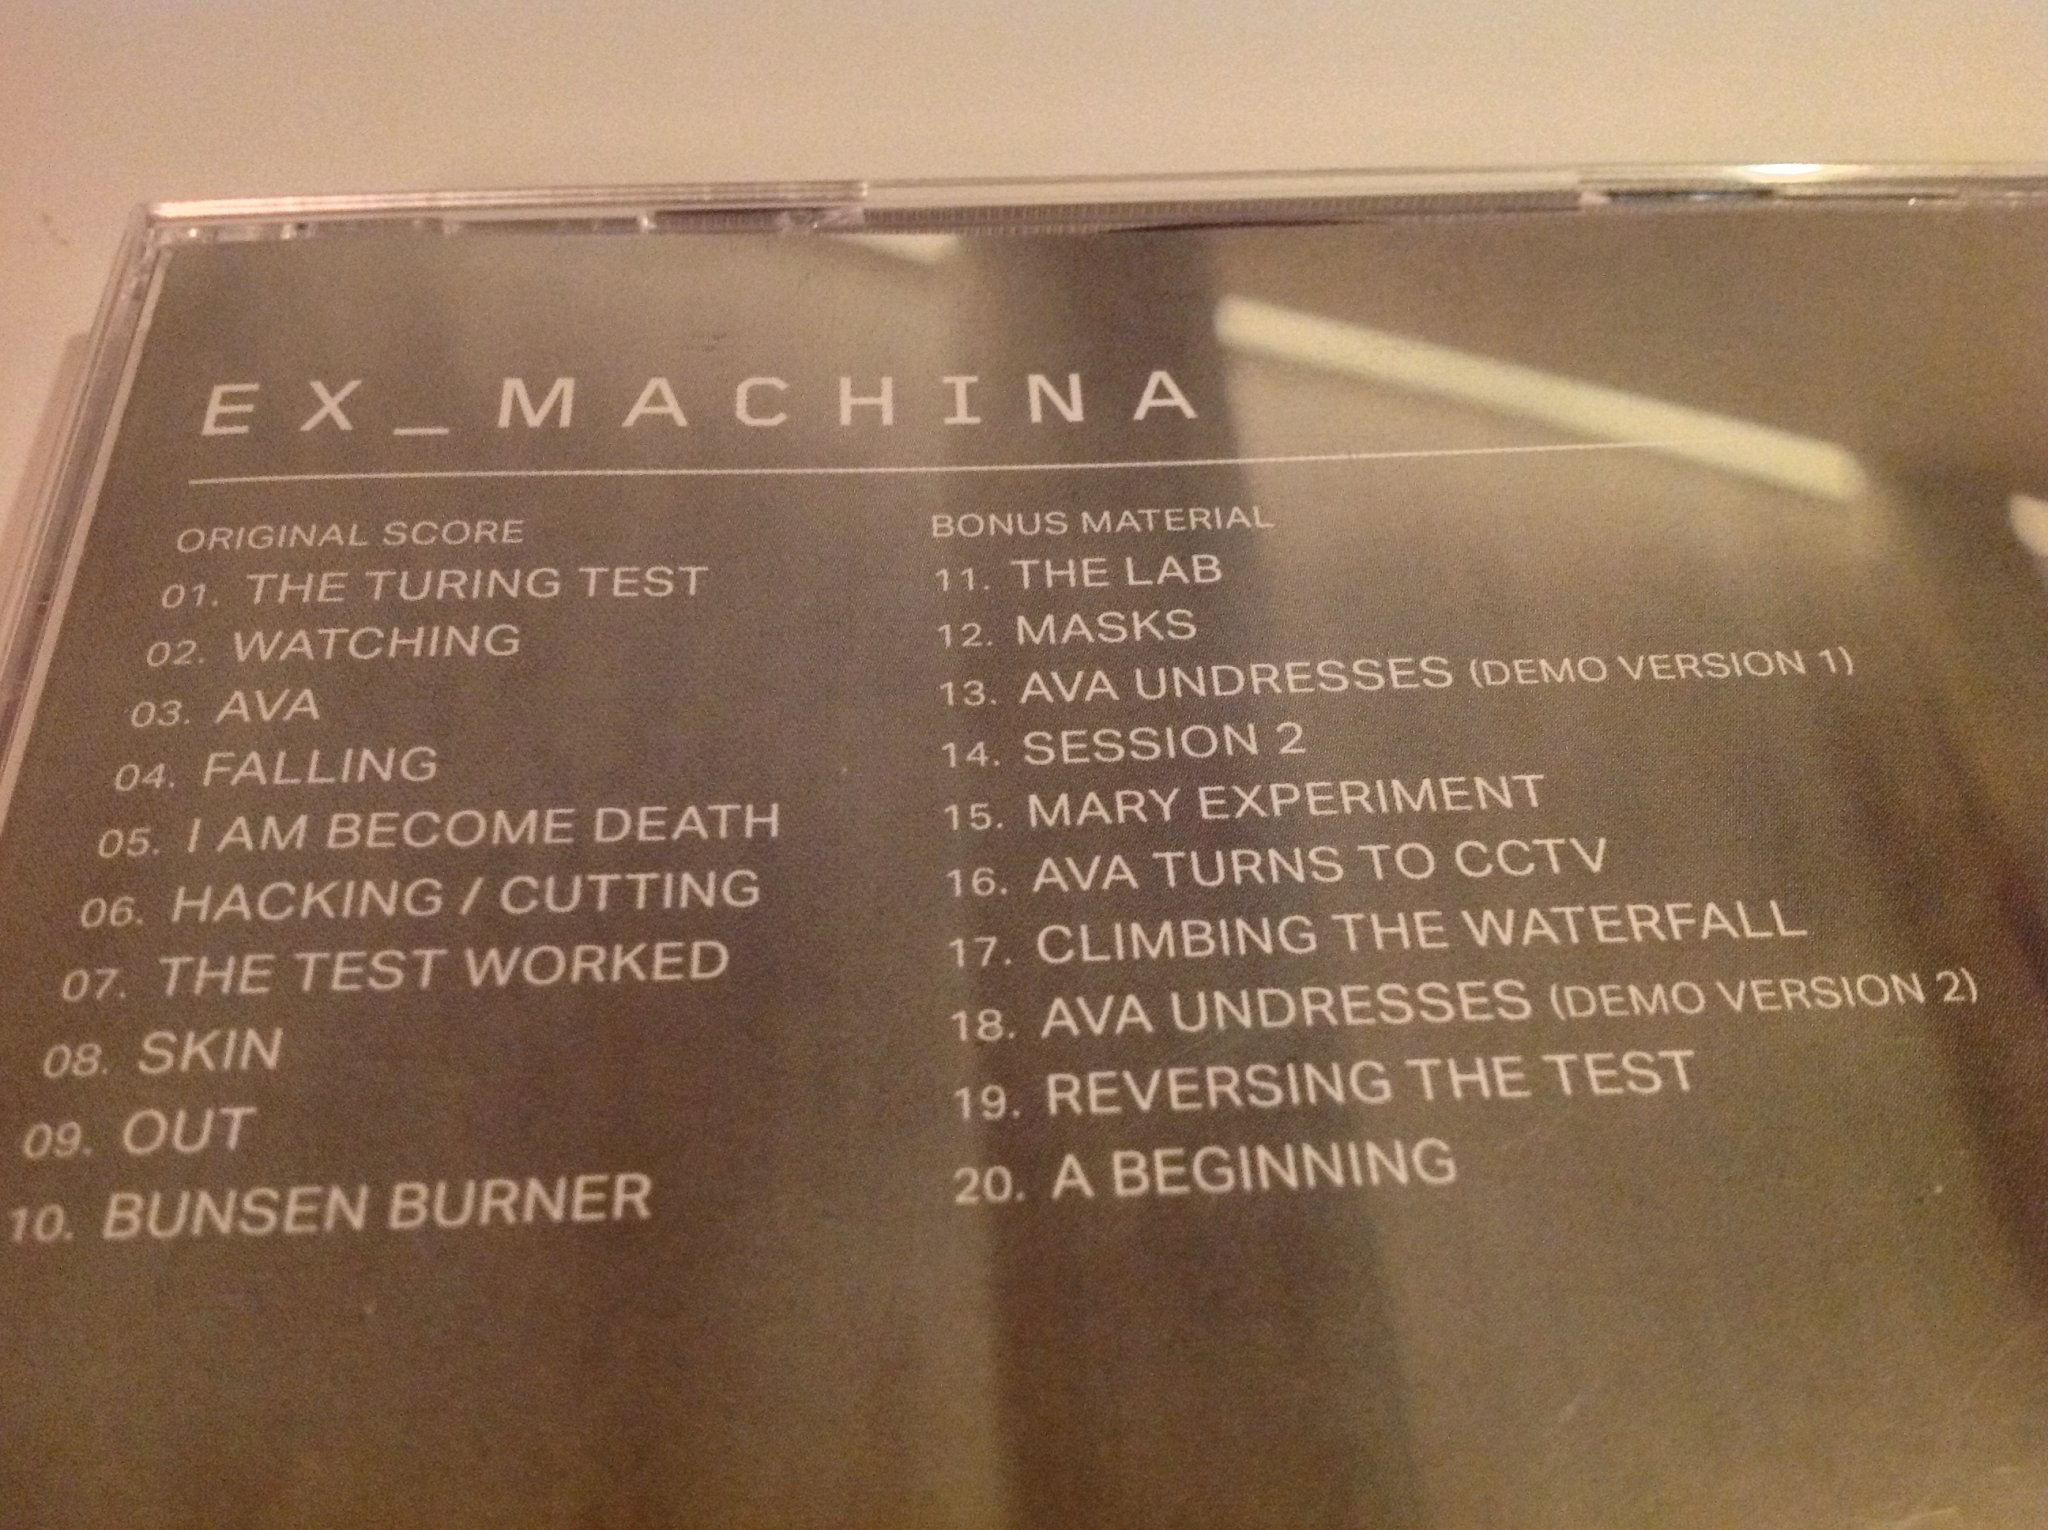 EX_MACHINA
ORIGINAL SCORE
01. THE TURING TEST
02. WATCHING
03. AVA
04. FALLING
05. I AM BECOME DEATH
06. HACKING / CUTTING
07. THE TEST WORKED
08. SKIN
09. OUT
10. BUNSEN BURNER
BONUS MATERIAL
11. THE LAB
12. MASKS
13. AVA UNDRESSES (DEMO VERSION 1)
14. SESSION 2
15. MARY EXPERIMENT
16. AVA TURNS TO CCTV
17. CLIMBING THE WATERFALL
18. AVA UNDRESSES (DEMO VERSION 2)
19. REVERSING THE TEST
20. A BEGINNING